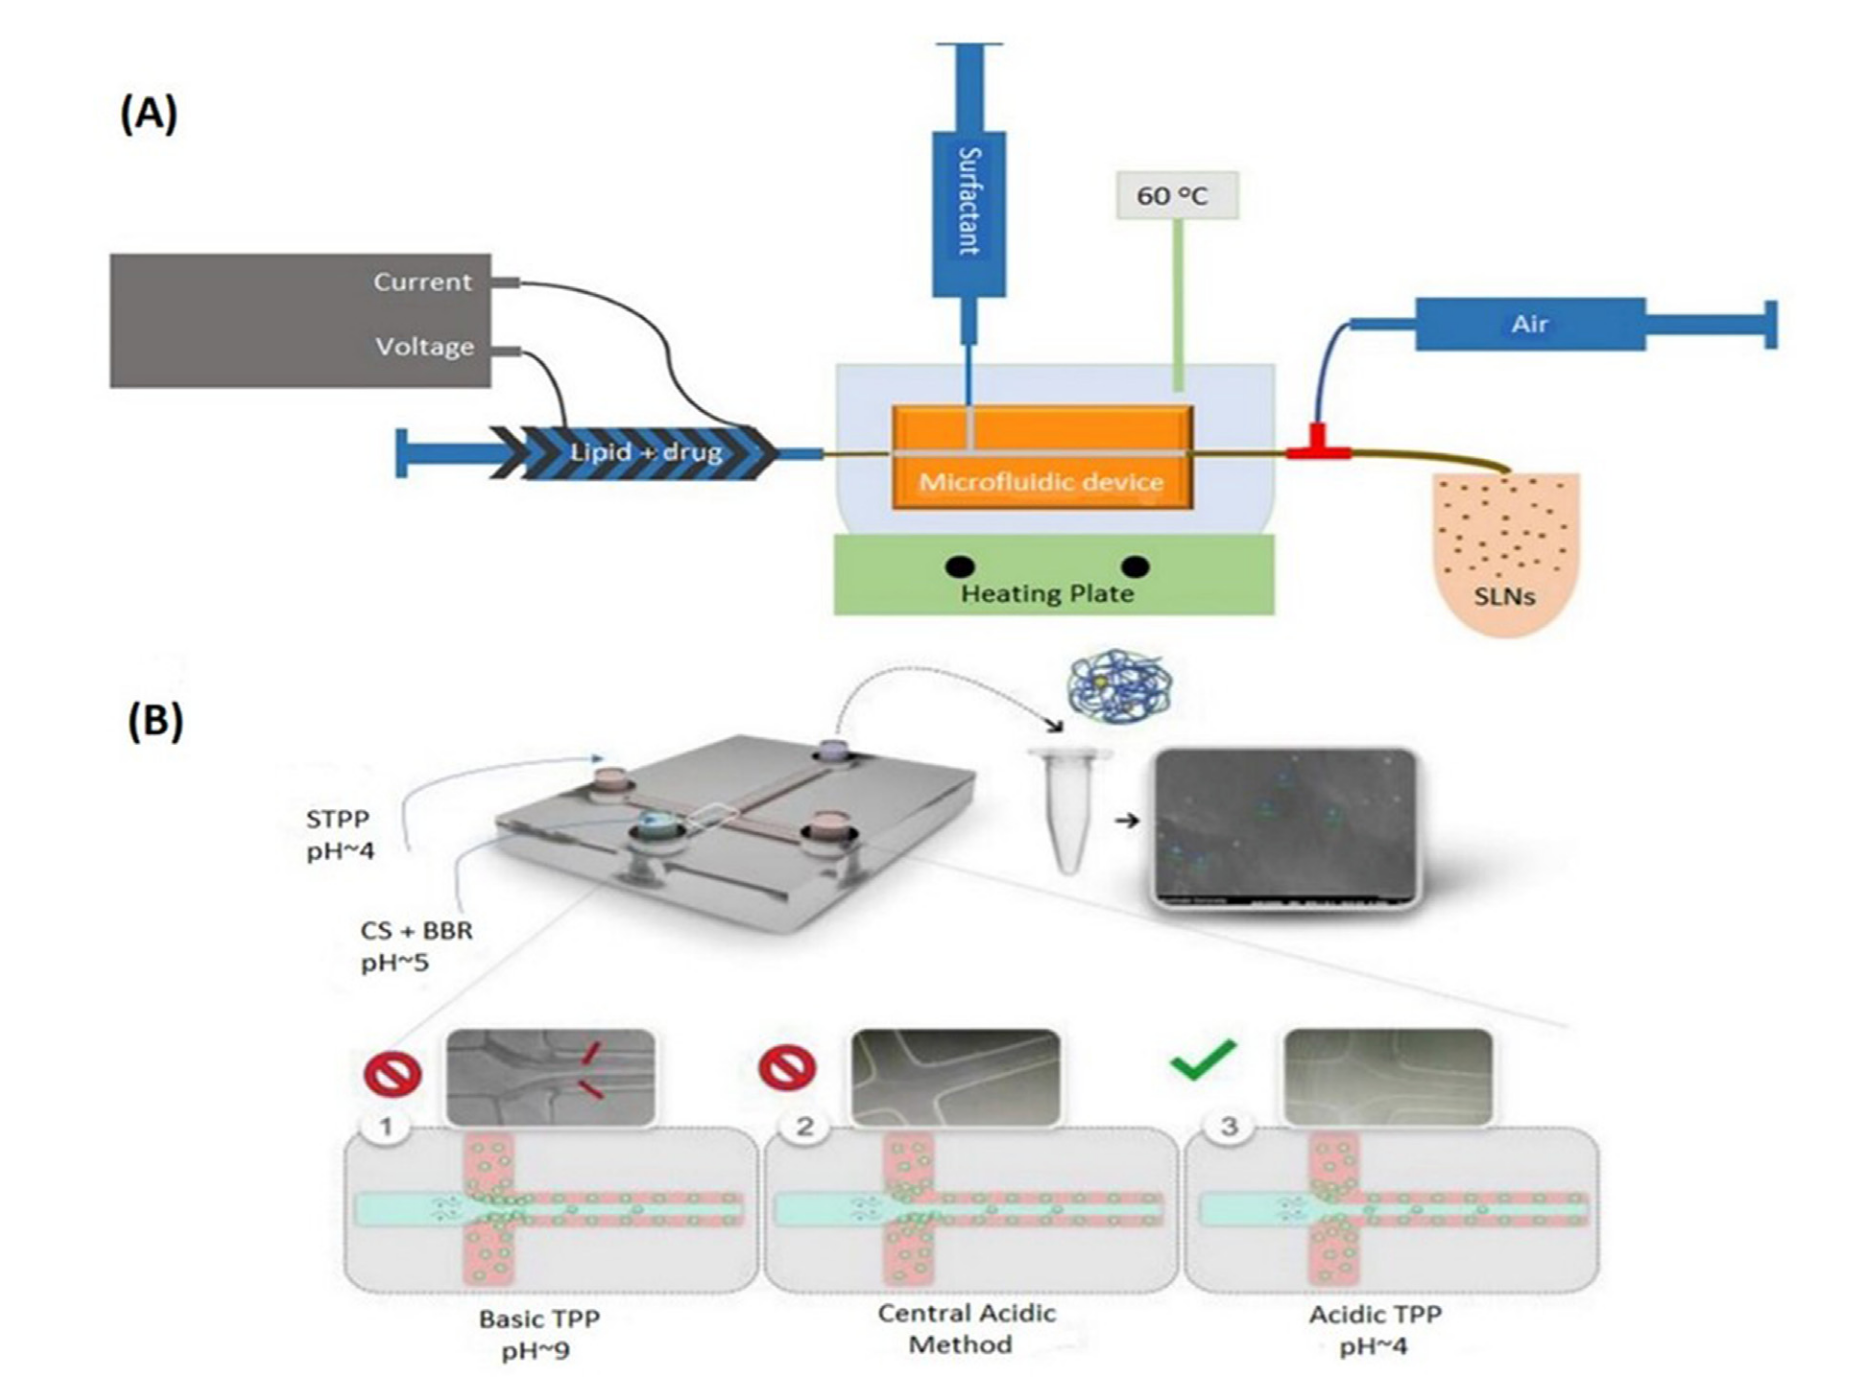 (A)
Surfactant
60 °C
Current
Voltage
Air
Lipid + drug
Microfluidic device
Heating Plate
SLNs
(B)
STPP
pH~4
CS + BBR
pH~5
1
2
3
Basic TPP
pH~9
Central Acidic
Method
Acidic TPP
pH~4